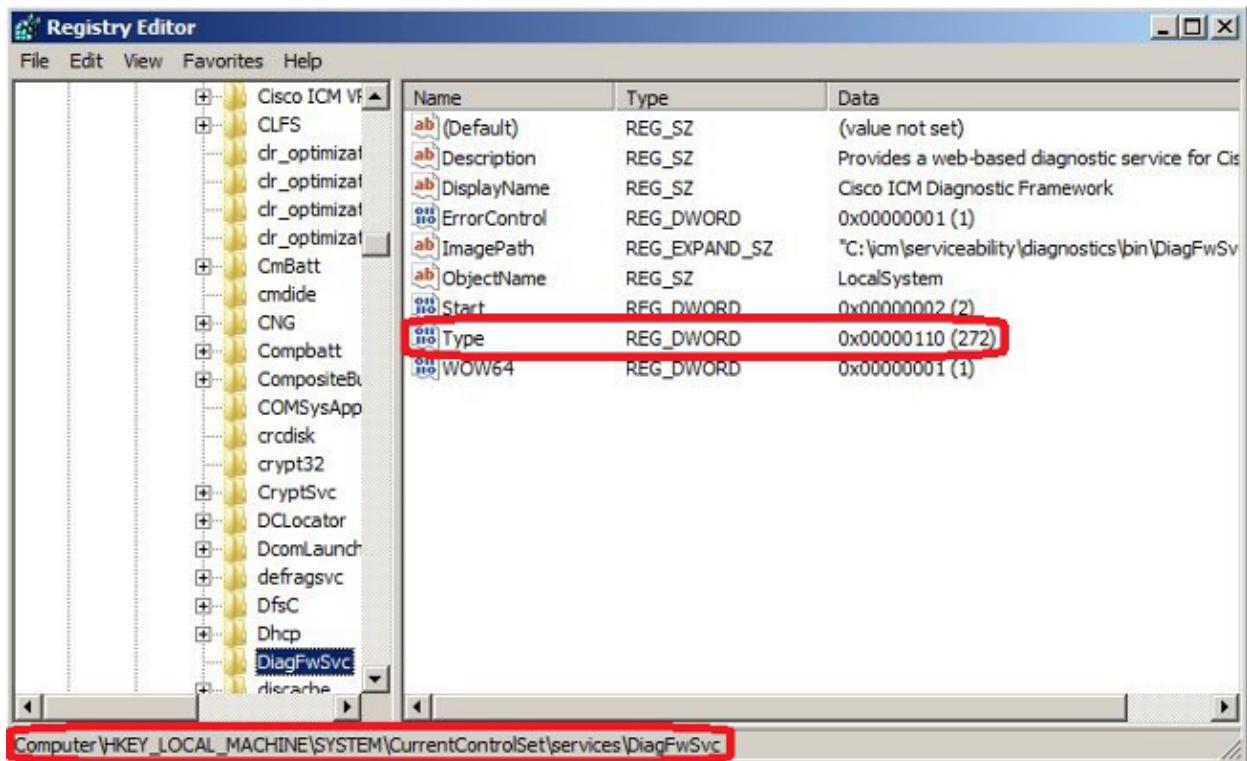 Registry Editor
File Edit View Favorites Help
Cisco ICM VF
CLFS
clr_optimizat
clr_optimizat
clr_optimizat
clr_optimizat
CmBatt
cmdide
CNG
Compbatt
CompositeBu
COMSysApp
crcdisk
crypt32
CryptSvc
DCLocator
DcomLaunch
defragsvc
DfsC
Dhcp
DiagFwSvc
discache
Name Type Data
(Default) REG_SZ (value not set)
Description REG_SZ Provides a web-based diagnostic service for Cis
DisplayName REG_SZ Cisco ICM Diagnostic Framework
ErrorControl REG_DWORD 0x00000001 (1)
ImagePath REG_EXPAND_SZ "C:\icm\serviceability\diagnostics\bin\DiagFwSv
ObjectName REG_SZ LocalSystem
Start REG_DWORD 0x00000002 (2)
Type REG_DWORD 0x00000110 (272)
WOW64 REG_DWORD 0x00000001 (1)
Computer\HKEY_LOCAL_MACHINE\SYSTEM\CurrentControlSet\services\DiagFwSvc